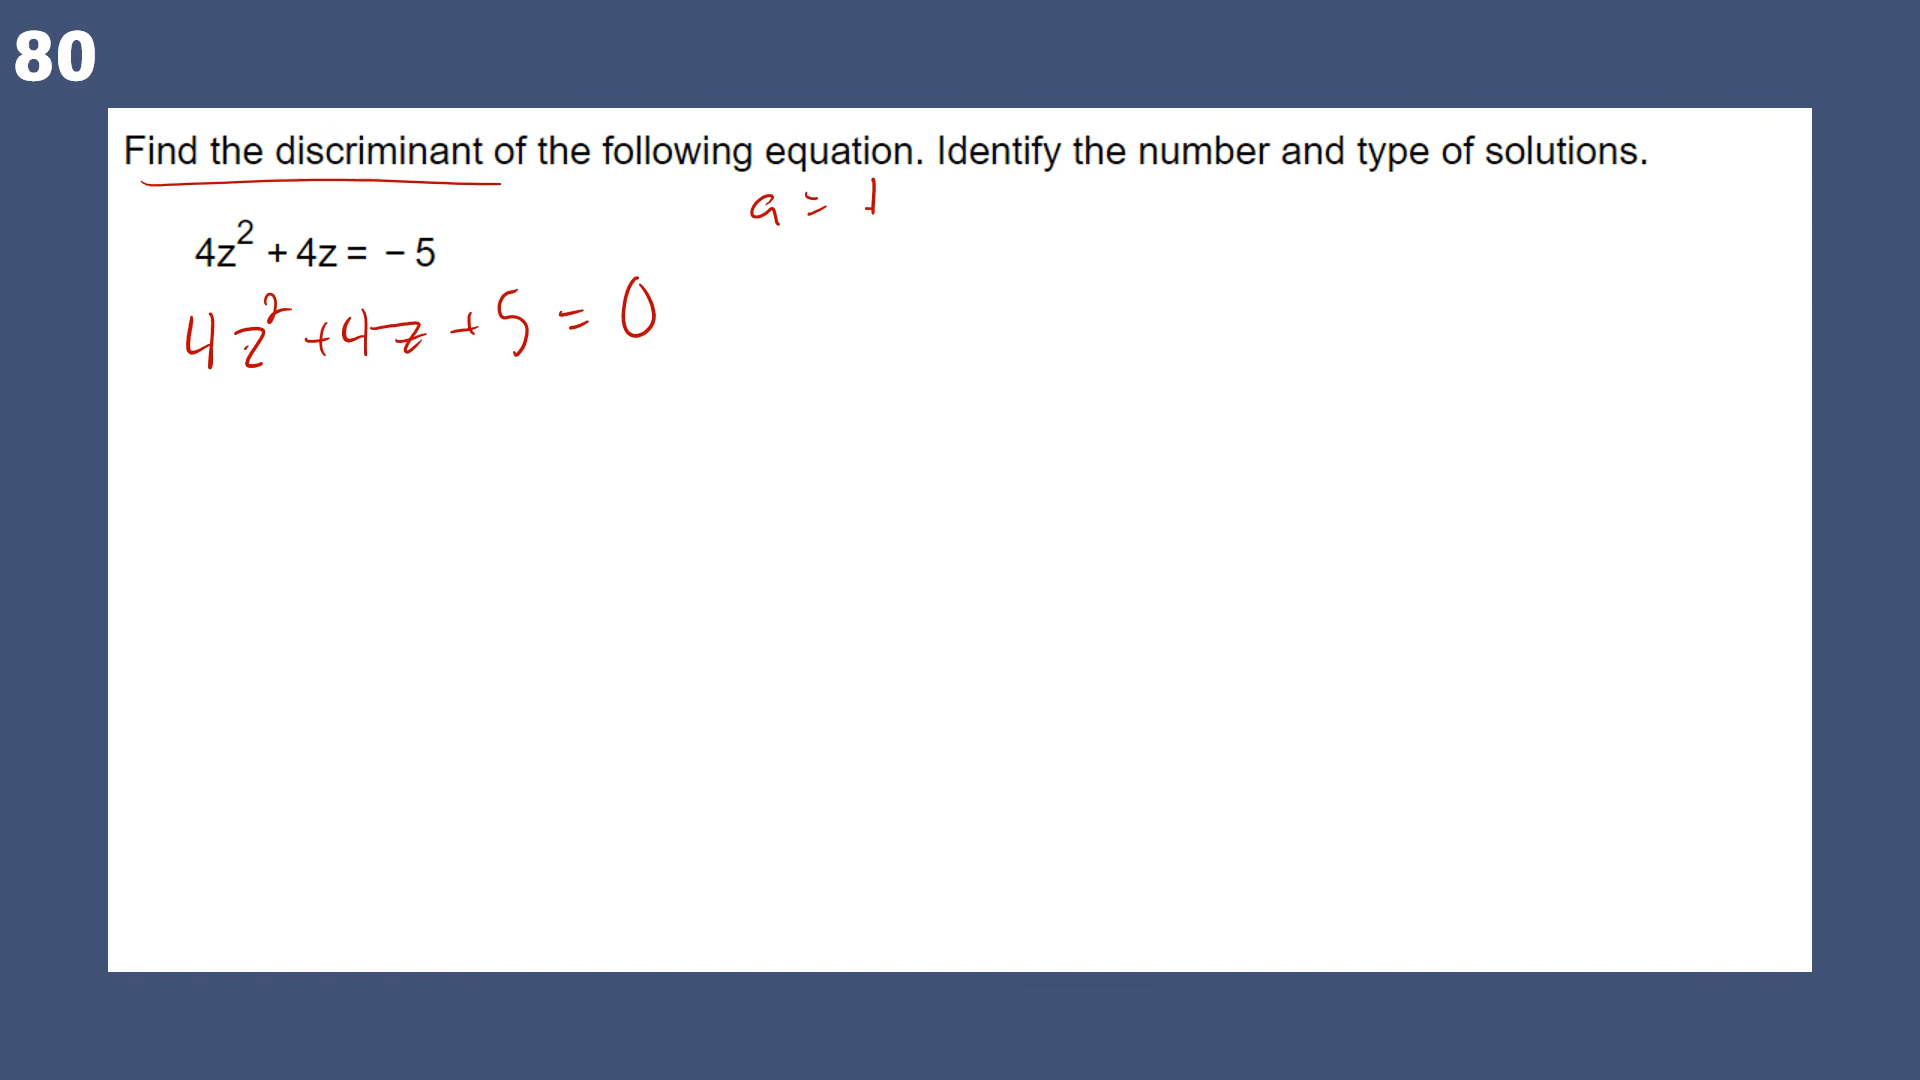 80
Find the discriminant of the following equation. Identify the number and type of solutions.
a =
4z² + 4z = − 5
4z² + 4z + 5 = 0